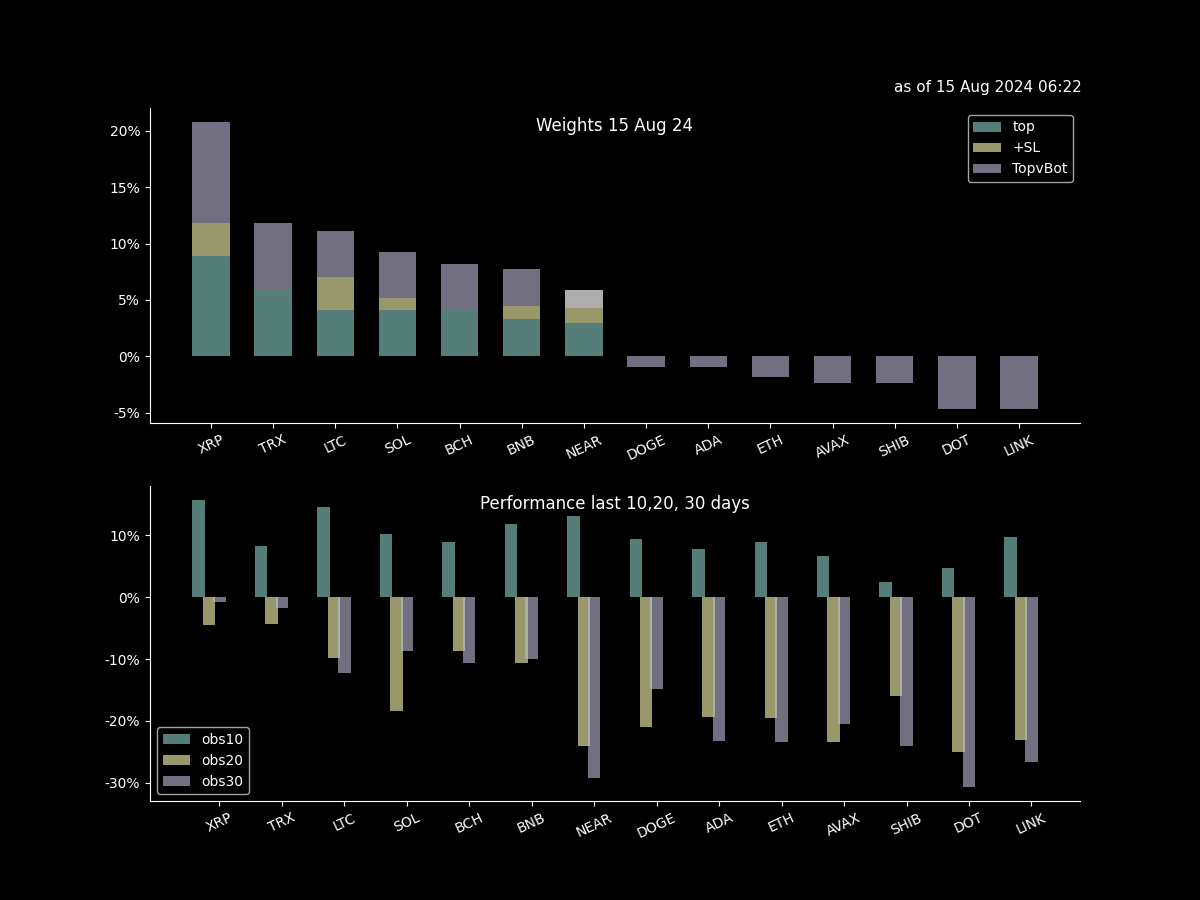 as of 15 Aug 2024 06:22
Weights 15 Aug 24
top
+SL
TopvBot
20%
15%
10%
5%
0%
-5%
XRP TRX LTC SOL BCH BNB NEAR DOGE ADA ETH AVAX SHIB DOT LINK
Performance last 10,20, 30 days
10%
0%
-10%
-20%
-30%
obs10
obs20
obs30
XRP TRX LTC SOL BCH BNB NEAR DOGE ADA ETH AVAX SHIB DOT LINK